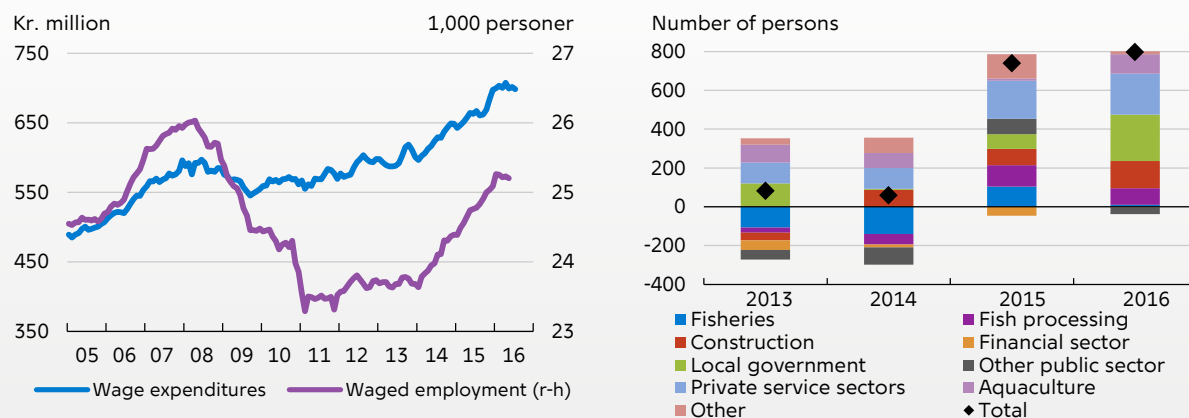 Kr. million 1,000 personer
750 27
650 26
550 25
450 24
350 23
05 06 07 08 09 10 11 12 13 14 15 16
Wage expenditures Waged employment (r-h)
Number of persons
800
600
400
200
0
-200
-400
2013 2014 2015 2016
Fisheries Fish processing
Construction Financial sector
Local government Other public sector
Private service sectors Aquaculture
Other Total